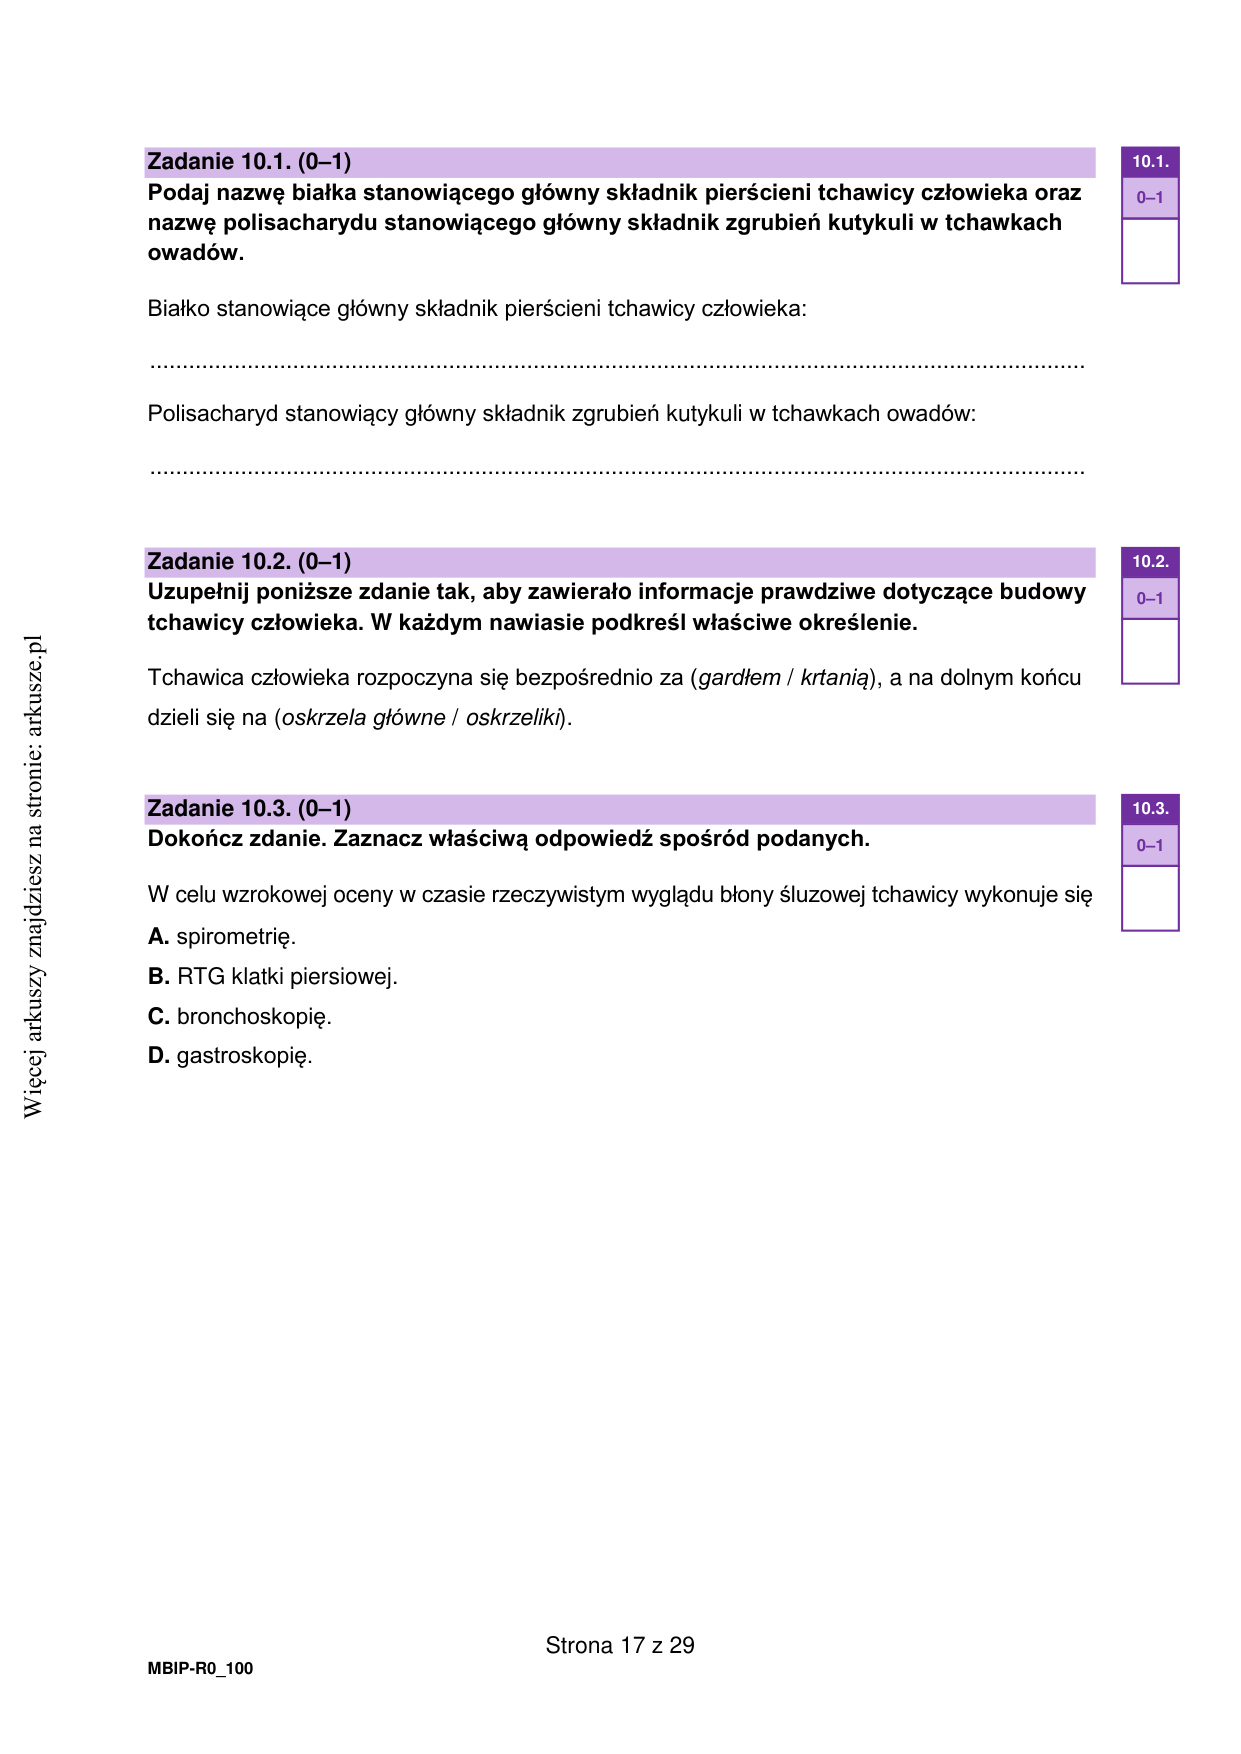 Zadanie 10.1. (0–1)
10.1.
Podaj nazwę białka stanowiącego główny składnik pierścieni tchawicy człowieka oraz
0–1
nazwę polisacharydu stanowiącego główny składnik zgrubień kutykuli w tchawkach
owadów.
Białko stanowiące główny składnik pierścieni tchawicy człowieka:
................................................................................................................................................
Polisacharyd stanowiący główny składnik zgrubień kutykuli w tchawkach owadów:
................................................................................................................................................
Zadanie 10.2. (0–1)
10.2.
Uzupełnij poniższe zdanie tak, aby zawierało informacje prawdziwe dotyczące budowy
0–1
tchawicy człowieka. W każdym nawiasie podkreśl właściwe określenie.
Tchawica człowieka rozpoczyna się bezpośrednio za (gardłem / krtanią), a na dolnym końcu
dzieli się na (oskrzela główne / oskrzeliki).
Zadanie 10.3. (0–1)
10.3.
Dokończ zdanie. Zaznacz właściwą odpowiedź spośród podanych.
0–1
W celu wzrokowej oceny w czasie rzeczywistym wyglądu błony śluzowej tchawicy wykonuje się
A. spirometrię.
B. RTG klatki piersiowej.
C. bronchoskopię.
D. gastroskopię.
Więcej arkuszy znajdziesz na stronie: arkusze.pl
Strona 17 z 29
MBIP-R0_100